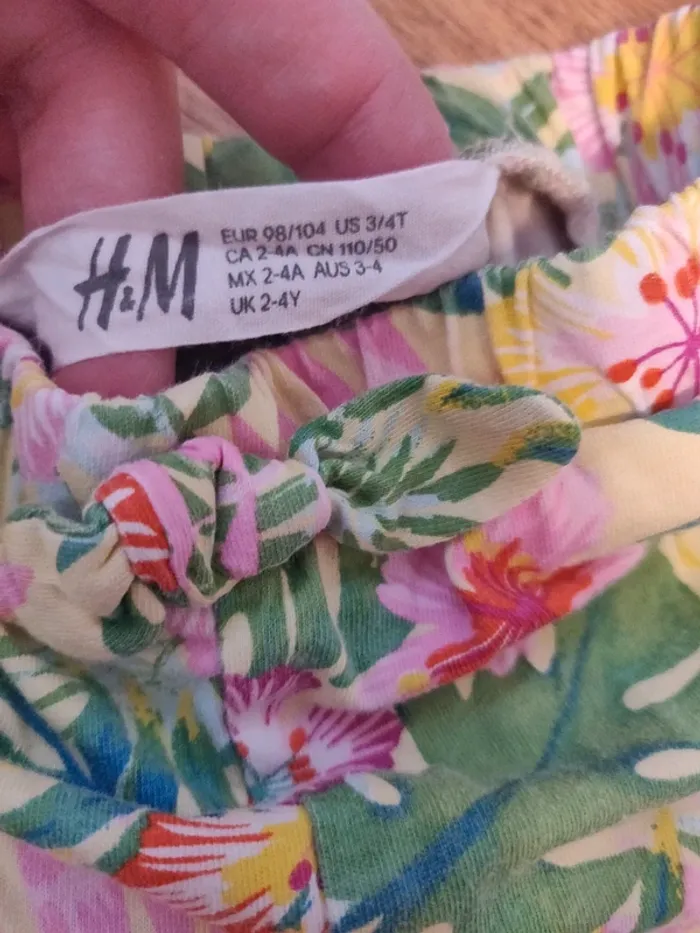 H&M
EUR 98/104 US 3/4T
CA 2-4A CN 110/50
MX 2-4A AUS 3-4
UK 2-4Y